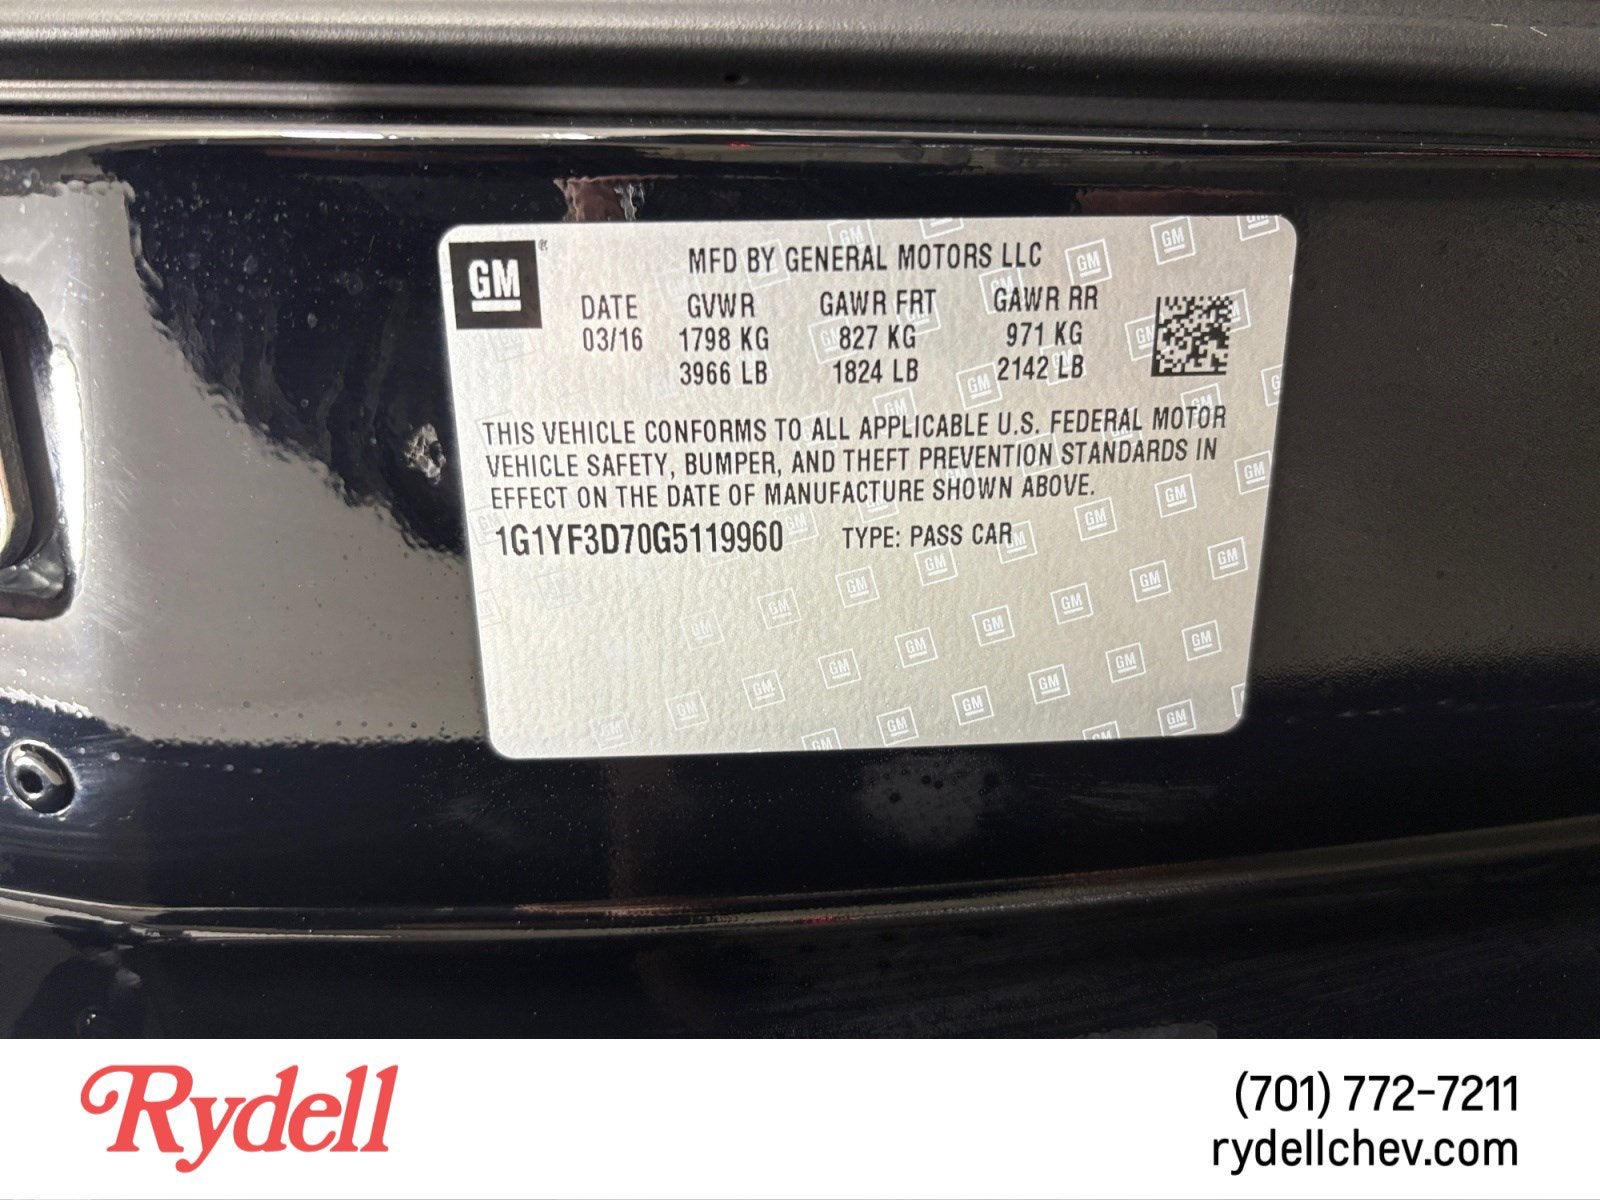 GM
MFD BY GENERAL MOTORS LLC
DATE GVWR GAWR FRT GAWR RR
03/16 1798 KG 827 KG 971 KG
3966 LB 1824 LB 2142 LB
THIS VEHICLE CONFORMS TO ALL APPLICABLE U.S. FEDERAL MOTOR
VEHICLE SAFETY, BUMPER, AND THEFT PREVENTION STANDARDS IN
EFFECT ON THE DATE OF MANUFACTURE SHOWN ABOVE.
1G1YF3D70G5119960 TYPE: PASS CAR
Rydell
(701) 772-7211
rydellchev.com